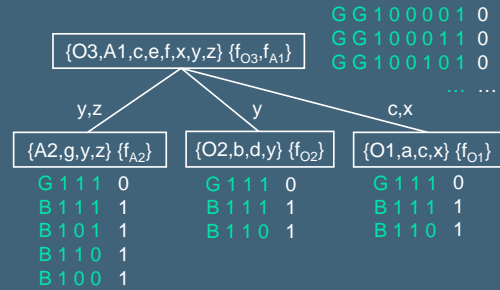 G G 1 0 0 0 0 1 0
G G 1 0 0 0 1 1 0
G G 1 0 0 1 0 1 0
... ...
{O3,A1,c,e,f,x,y,z} {fO3,fA1}
y,z y c,x
{A2,g,y,z} {fA2} {O2,b,d,y} {fO2} {O1,a,c,x} {fO1}
G 1 1 1 0 G 1 1 1 0 G 1 1 1 0
B 1 1 1 1 B 1 1 1 1 B 1 1 1 1
B 1 0 1 1 B 1 1 0 1 B 1 1 0 1
B 1 1 0 1
B 1 0 0 1